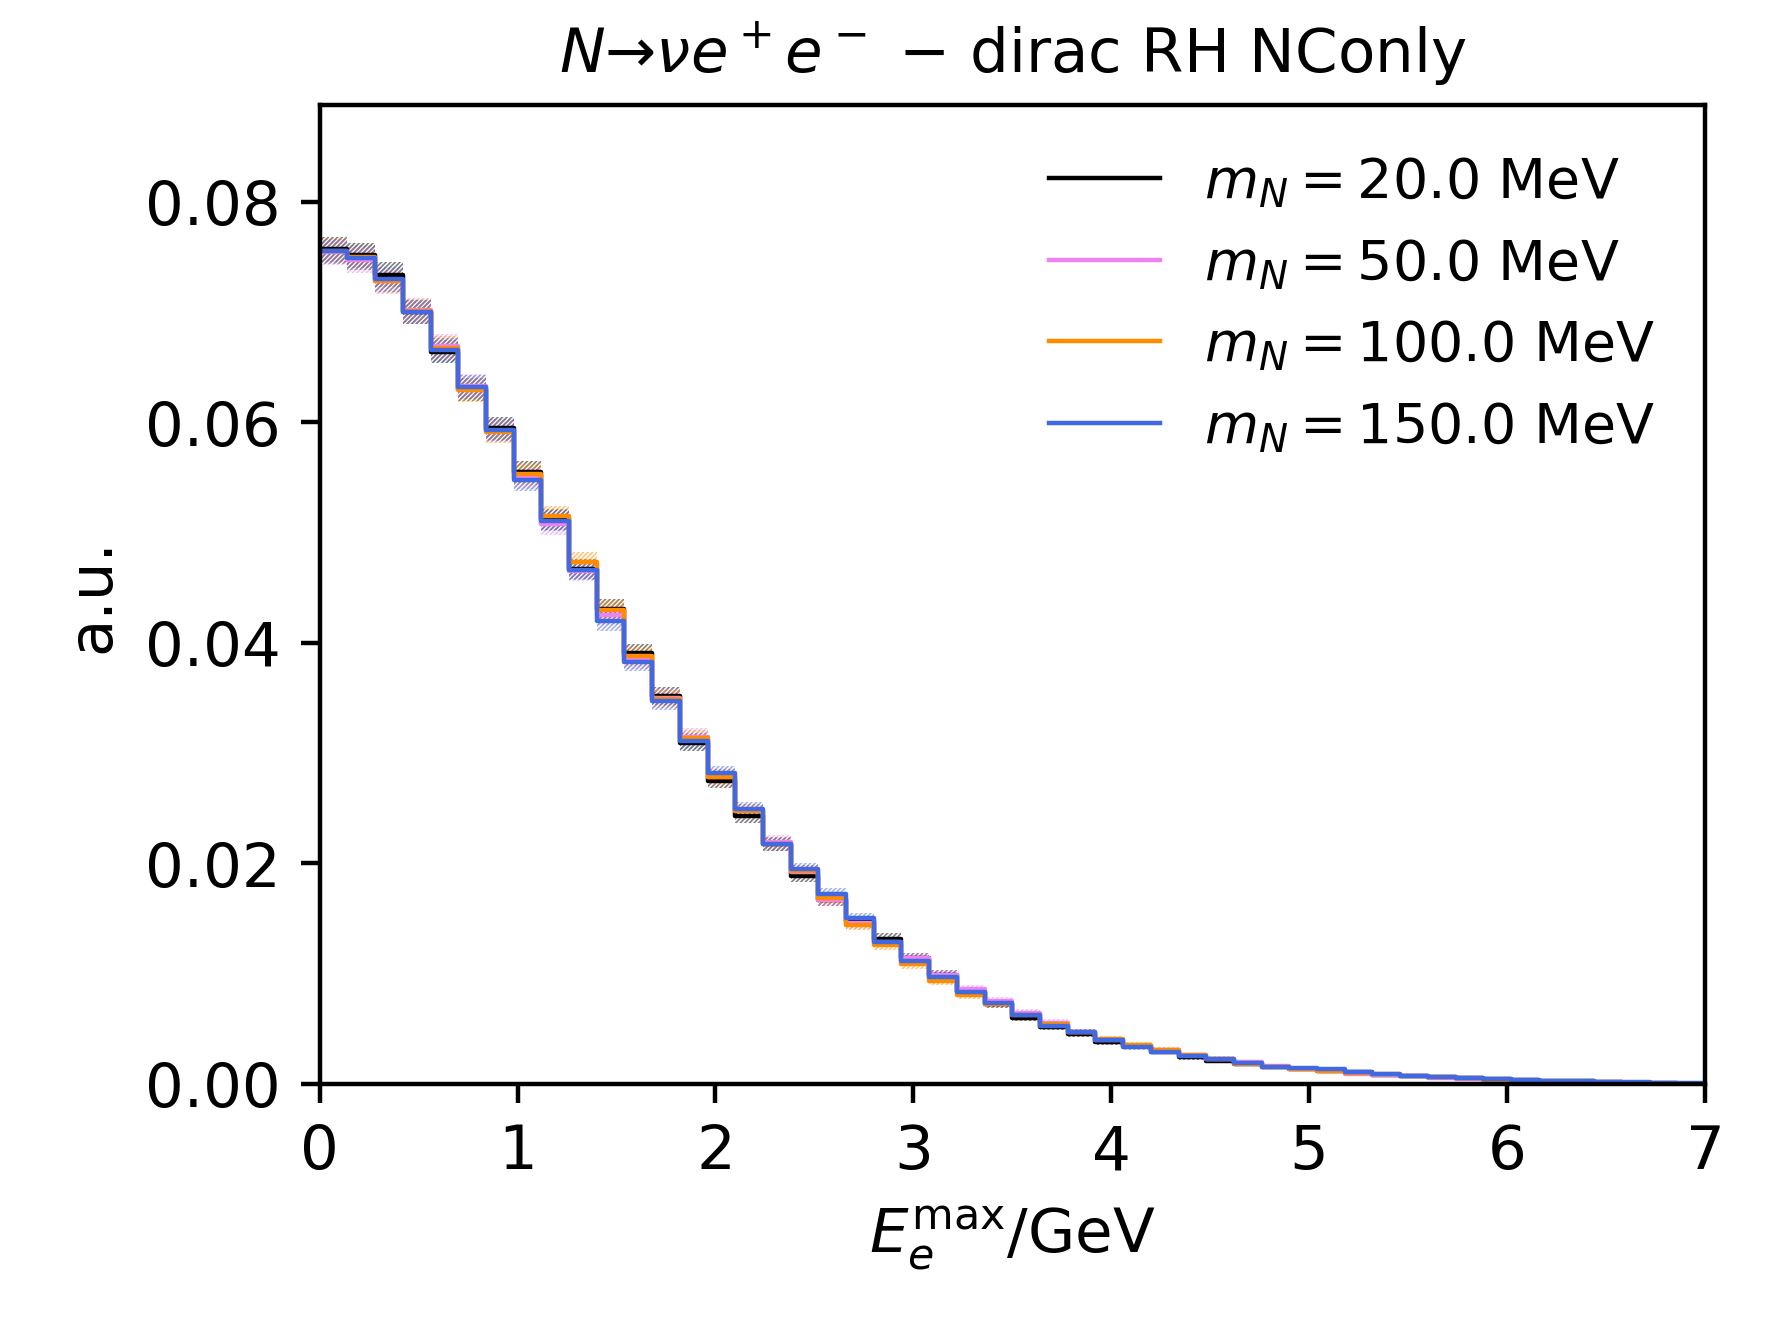 N→νe⁺e⁻ − dirac RH NConly
m_N = 20.0 MeV
m_N = 50.0 MeV
m_N = 100.0 MeV
m_N = 150.0 MeV
a.u.
0.08
0.06
0.04
0.02
0.00
0 1 2 3 4 5 6 7
E_e^max/GeV